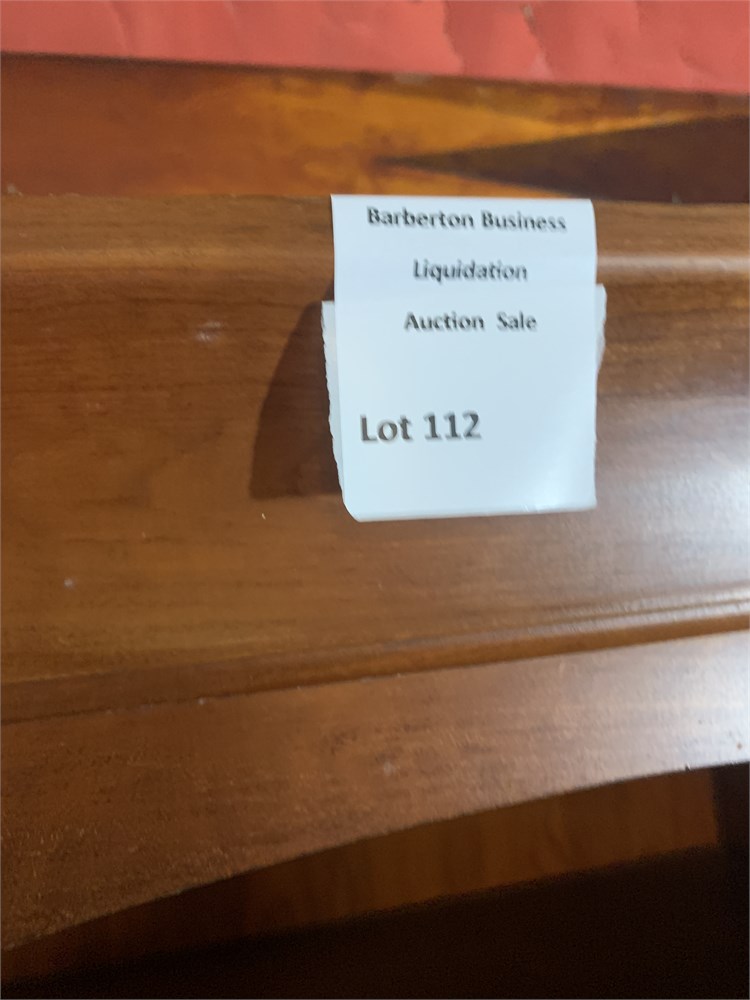 Barberton Business
Liquidation
Auction Sale
Lot 112